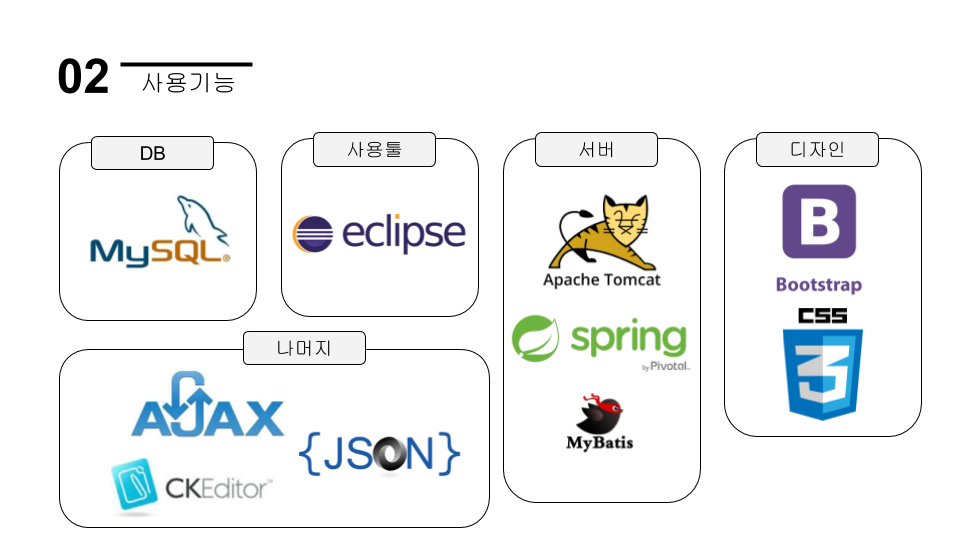 02 사용기능
DB
MySQL®
사용툴
eclipse
서버
Apache Tomcat
spring
by Pivotal™
MyBatis
디자인
B
Bootstrap
CSS
3
나머지
AJAX
{JSON}
CKEditor™